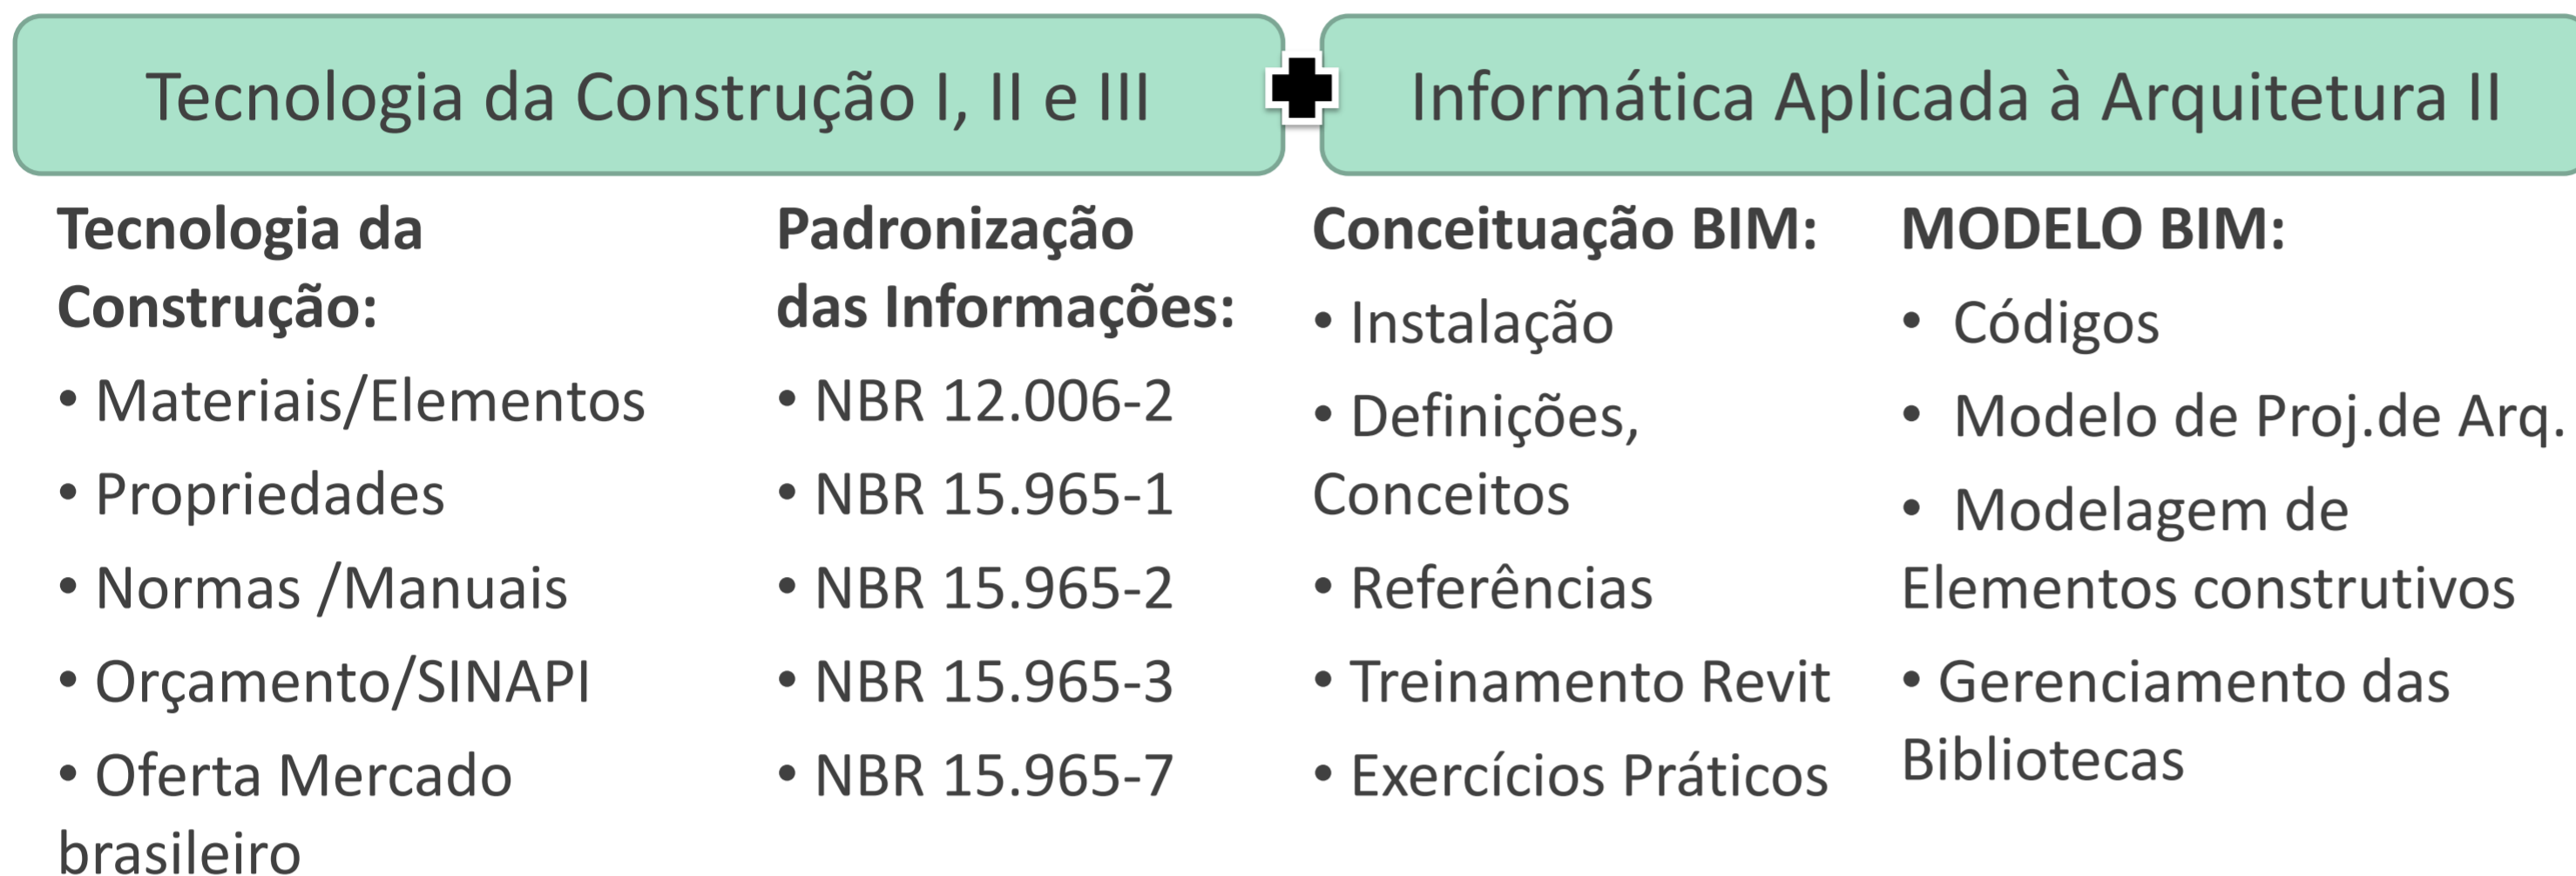 Tecnologia da Construção I, II e III
Informática Aplicada à Arquitetura II
Tecnologia da
Construção:
• Materiais/Elementos
• Propriedades
• Normas /Manuais
• Orçamento/SINAPI
• Oferta Mercado
brasileiro
Padronização
das Informações:
• NBR 12.006-2
• NBR 15.965-1
• NBR 15.965-2
• NBR 15.965-3
• NBR 15.965-7
Conceituação BIM:
• Instalação
• Definições,
Conceitos
• Referências
• Treinamento Revit
• Exercícios Práticos
MODELO BIM:
• Códigos
• Modelo de Proj.de Arq.
• Modelagem de
Elementos construtivos
• Gerenciamento das
Bibliotecas